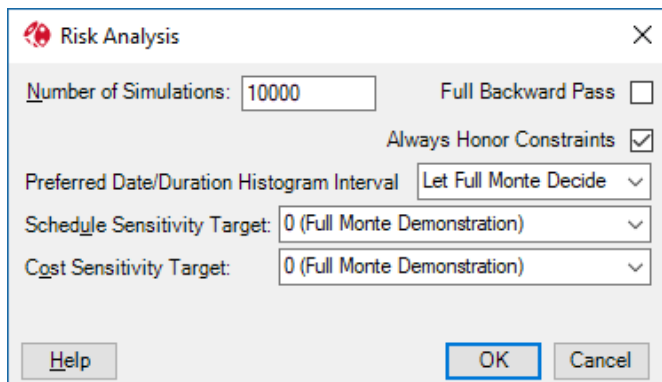 Risk Analysis
Number of Simulations: 10000 Full Backward Pass
Always Honor Constraints
Preferred Date/Duration Histogram Interval Let Full Monte Decide
Schedule Sensitivity Target: 0 (Full Monte Demonstration)
Cost Sensitivity Target: 0 (Full Monte Demonstration)
Help OK Cancel